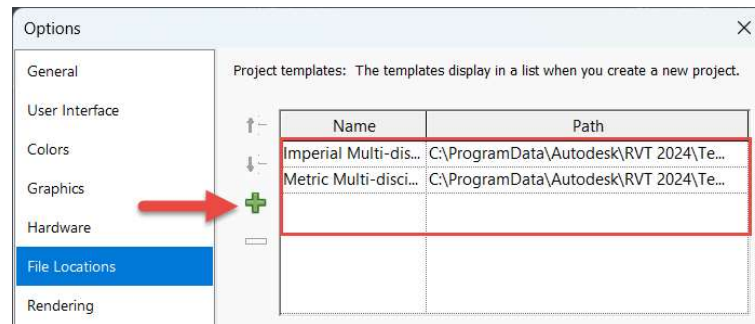 Options
General
User Interface
Colors
Graphics
Hardware
File Locations
Rendering
Project templates: The templates display in a list when you create a new project.
Name Path
Imperial Multi-dis... C:\ProgramData\Autodesk\RVT 2024\Te...
Metric Multi-disci... C:\ProgramData\Autodesk\RVT 2024\Te...